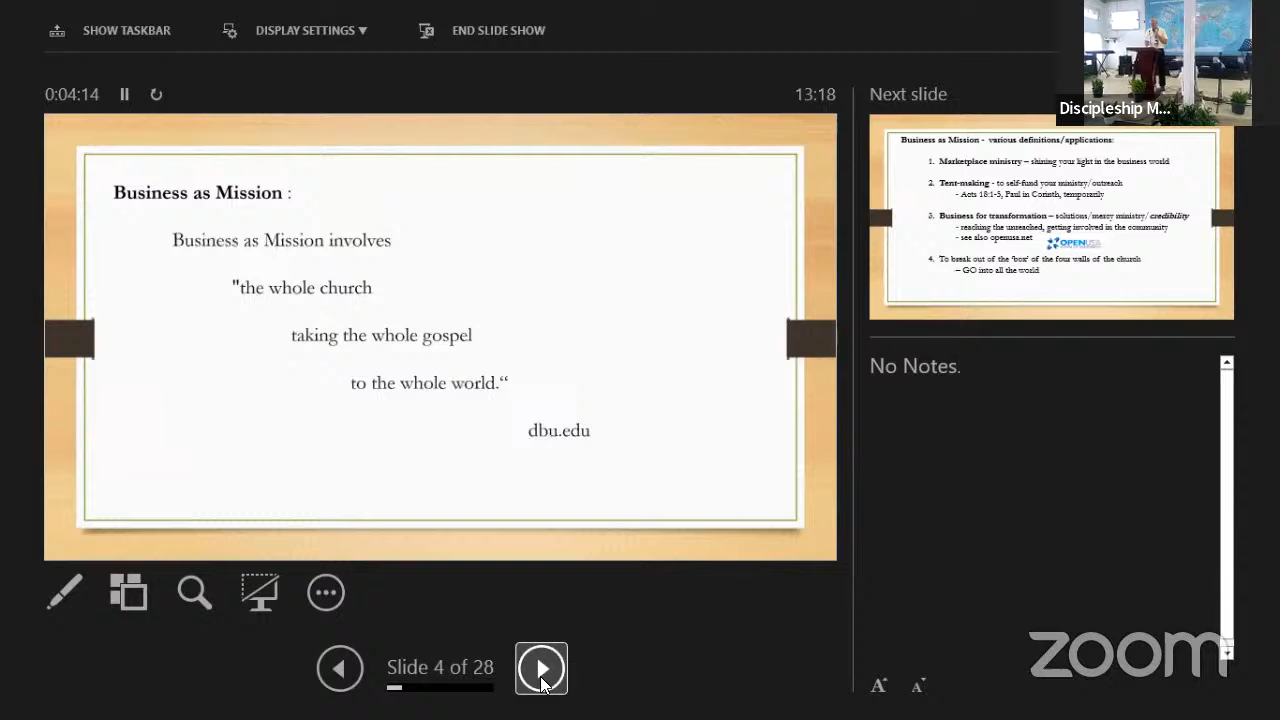 SHOW TASKBAR
DISPLAY SETTINGS ▼
END SLIDE SHOW
0:04:14
13:18
Next slide
Discipleship M...
Business as Mission :
Business as Mission involves
"the whole church
taking the whole gospel
to the whole world.“
dbu.edu
Business as Mission - various definitions/applications:
1. Marketplace ministry – shining your light in the business world
2. Tent-making - to self-fund your ministry/outreach
- Acts 18:1-5, Paul in Corinth, temporarily
3. Business for transformation – solutions/mercy ministry/credibility
- reaching the unreached, getting involved in the community
- see also openusa.net
OPENUSA
4. To break out of the 'box' of the four walls of the church
– GO into all the world
No Notes.
Slide 4 of 28
A A
zoom